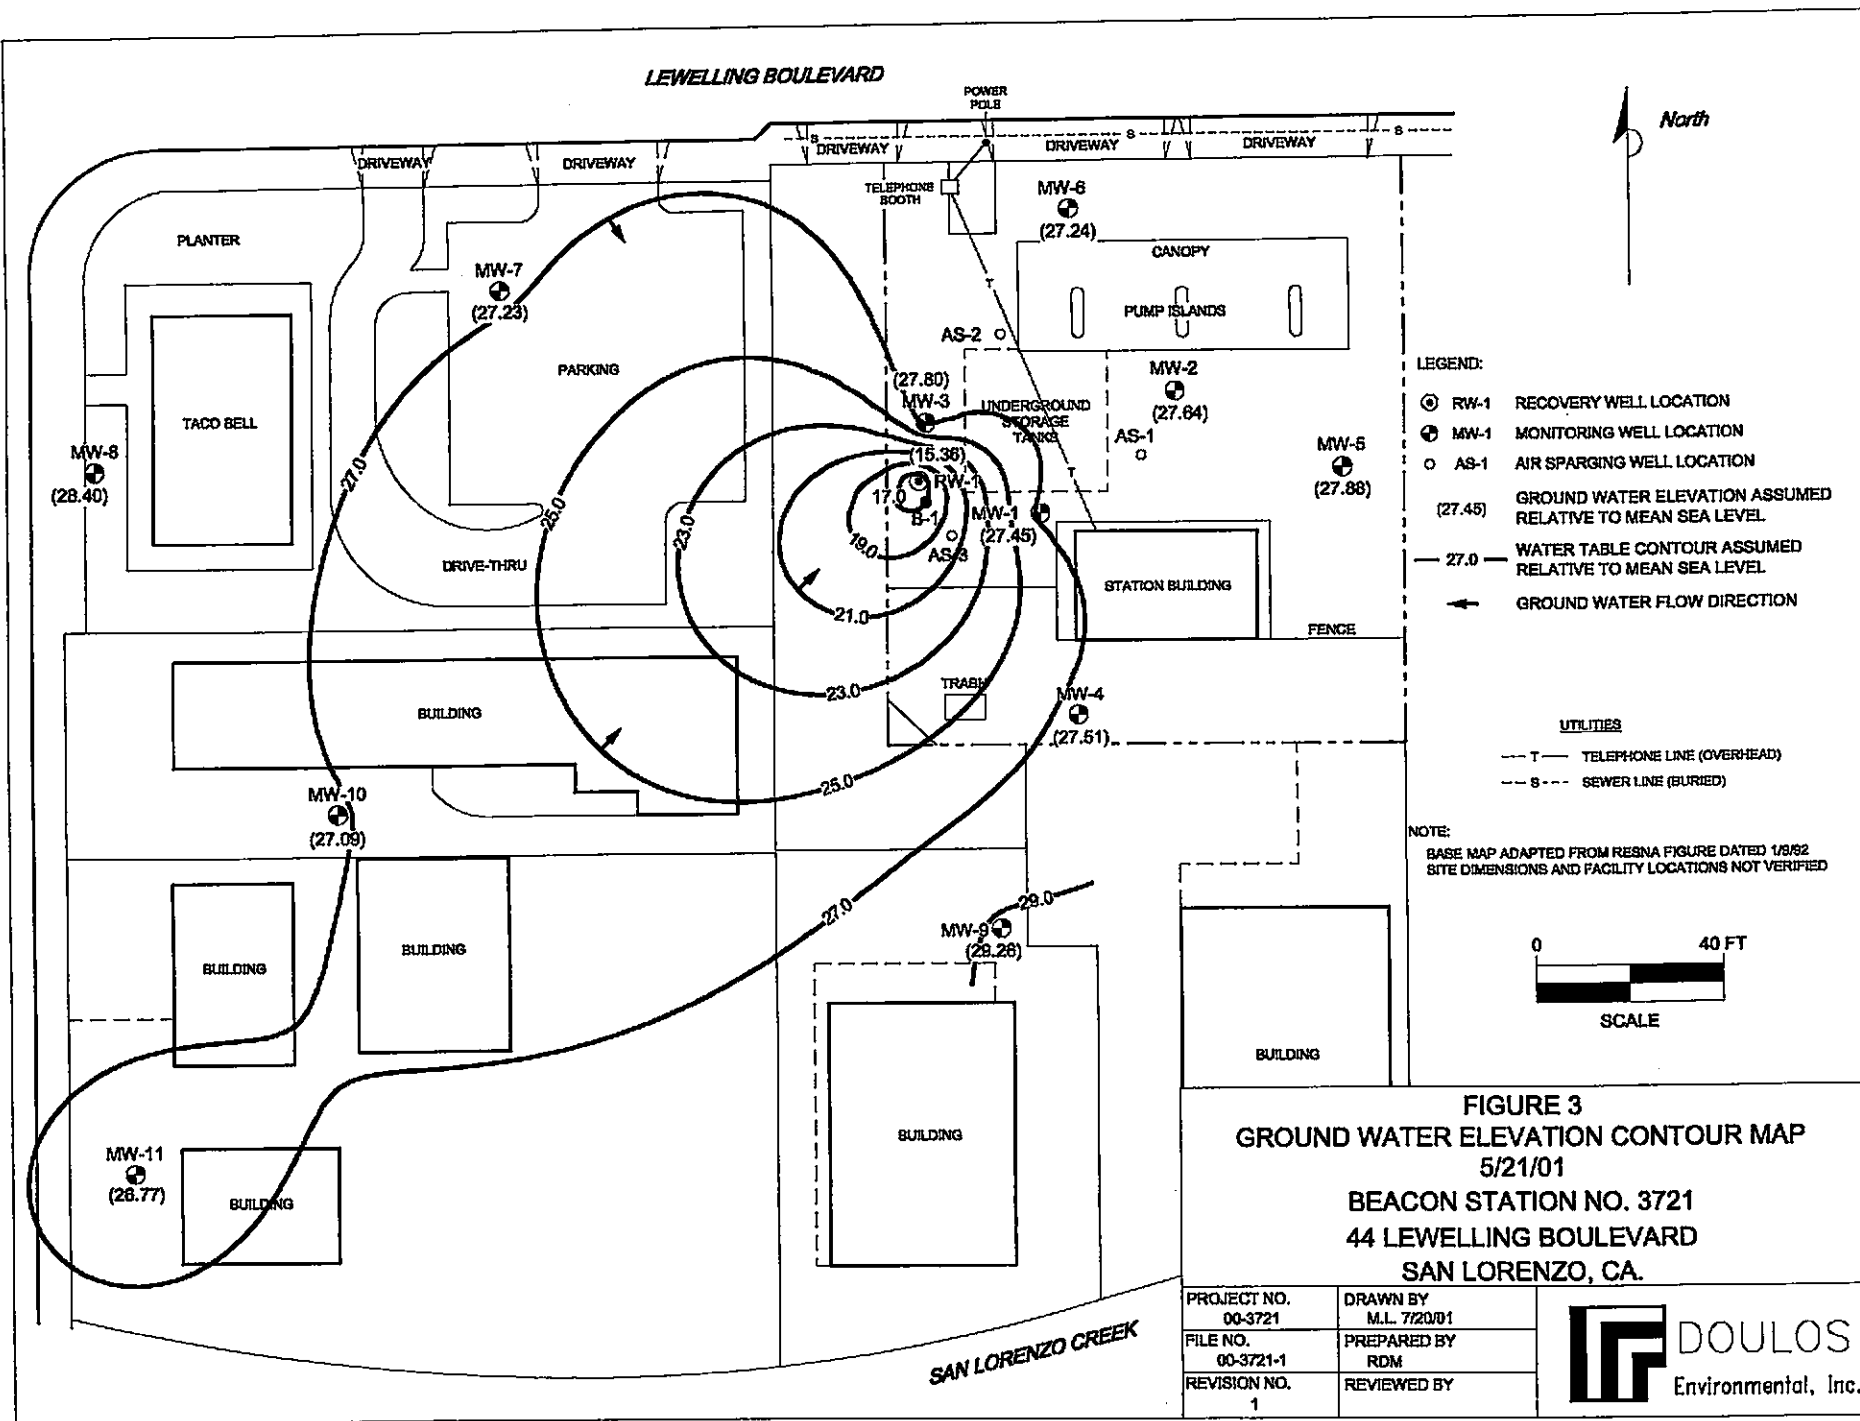 LEWELLING BOULEVARD
POWER
POLE
North
S
S
S
DRIVEWAY
DRIVEWAY
DRIVEWAY
DRIVEWAY
DRIVEWAY
TELEPHONE
BOOTH
MW-6
(27.24)
PLANTER
CANOPY
MW-7
(27.23)
T
PUMP ISLANDS
AS-2
PARKING
MW-2
(27.64)
(27.80)
MW-3
UNDERGROUND
STORAGE
TANKS
TACO BELL
AS-1
MW-5
(27.88)
MW-8
(28.40)
27.0
(15.36)
RW-1
T
17.0
B-1
MW-1
(27.45)
25.0
23.0
19.0
AS-3
DRIVE-THRU
STATION BUILDING
21.0
FENCE
23.0
TRASH
MW-4
(27.51)
BUILDING
25.0
MW-10
(27.09)
27.0
29.0
MW-9
(29.26)
BUILDING
BUILDING
BUILDING
BUILDING
MW-11
(26.77)
BUILDING
SAN LORENZO CREEK
LEGEND:
RW-1 RECOVERY WELL LOCATION
MW-1 MONITORING WELL LOCATION
AS-1 AIR SPARGING WELL LOCATION
(27.45) GROUND WATER ELEVATION ASSUMED
RELATIVE TO MEAN SEA LEVEL
27.0 WATER TABLE CONTOUR ASSUMED
RELATIVE TO MEAN SEA LEVEL
GROUND WATER FLOW DIRECTION
UTILITIES
T TELEPHONE LINE (OVERHEAD)
S SEWER LINE (BURIED)
NOTE:
BASE MAP ADAPTED FROM RESNA FIGURE DATED
SITE DIMENSIONS AND FACILITY LOCATIONS NOT VERIFIED
0 40 FT
SCALE
FIGURE 3
GROUND WATER ELEVATION CONTOUR MAP
5/21/01
BEACON STATION NO. 3721
44 LEWELLING BOULEVARD
SAN LORENZO, CA.
PROJECT NO.
00-3721
DRAWN BY
M.L. 7/20/01
FILE NO.
00-3721-1
PREPARED BY
RDM
REVISION NO.
1
REVIEWED BY
DOULOS
Environmental, Inc.